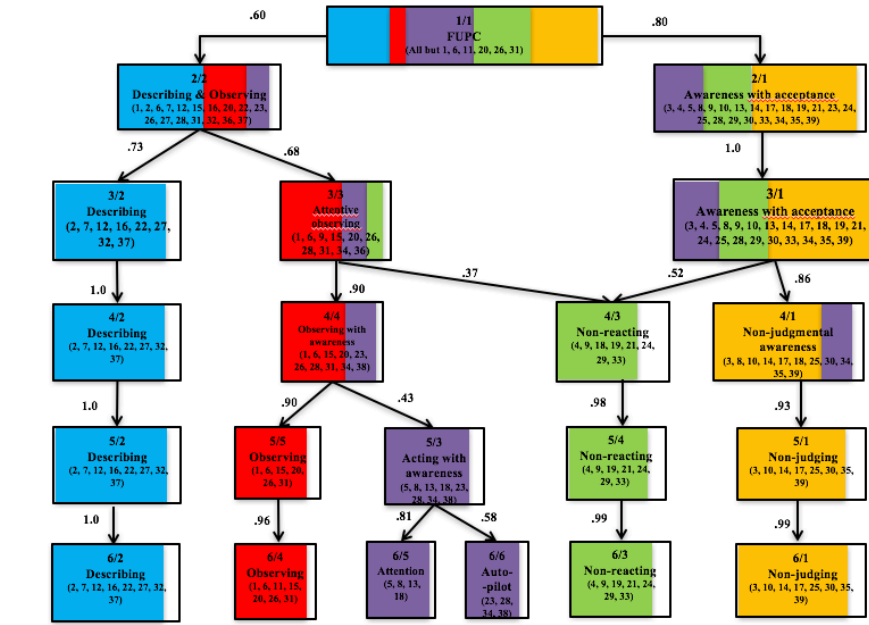 .60
1/1
FUPC
(All but 1, 6, 11, 20, 26, 31)
.80
2/2
Describing & Observing
(1, 2, 6, 7, 12, 15, 16, 20, 22, 23,
26, 27, 28, 31, 32, 36, 37)
2/1
Awareness with acceptance
(3, 4, 5, 8, 9, 10, 13, 14, 17, 18, 19, 21, 23, 24,
25, 28, 29, 30, 33, 34, 35, 39)
.73
.68
1.0
3/2
Describing
(2, 7, 12, 16, 22, 27,
32, 37)
3/3
Attentive
observing
(1, 6, 9, 15, 20, 26,
28, 31, 34, 36)
3/1
Awareness with acceptance
(3, 4. 5, 8, 9, 10, 13, 14, 17, 18, 19, 21,
24, 25, 28, 29, 30, 33, 34, 35, 39)
1.0
.90
.37
.52
.86
4/2
Describing
(2, 7, 12, 16, 22, 27, 32,
37)
4/4
Observing with
awareness
(1, 6, 15, 20, 23,
26, 28, 31, 34, 38)
4/3
Non-reacting
(4, 9, 18, 19, 21, 24,
29, 33)
4/1
Non-judgmental
awareness
(3, 8, 10, 14, 17, 18, 25, 30, 34,
35, 39)
1.0
.90
.43
.98
.93
5/2
Describing
(2, 7, 12, 16, 22, 27, 32,
37)
5/5
Observing
(1, 6, 15, 20,
26, 31)
5/3
Acting with
awareness
(5, 8, 13, 18, 23,
28, 34, 38)
5/4
Non-reacting
(4, 9, 19, 21, 24,
29, 33)
5/1
Non-judging
(3, 10, 14, 17, 25, 30, 35,
39)
1.0
.96
.81
.58
.99
.99
6/2
Describing
(2, 7, 12, 16, 22, 27, 32,
37)
6/4
Observing
(1, 6, 11, 15,
20, 26, 31)
6/5
Attention
(5, 8, 13,
18)
6/6
Auto-
-pilot
(23, 28,
34, 38)
6/3
Non-reacting
(4, 9, 19, 21, 24,
29, 33)
6/1
Non-judging
(3, 10, 14, 17, 25, 30, 35,
39)